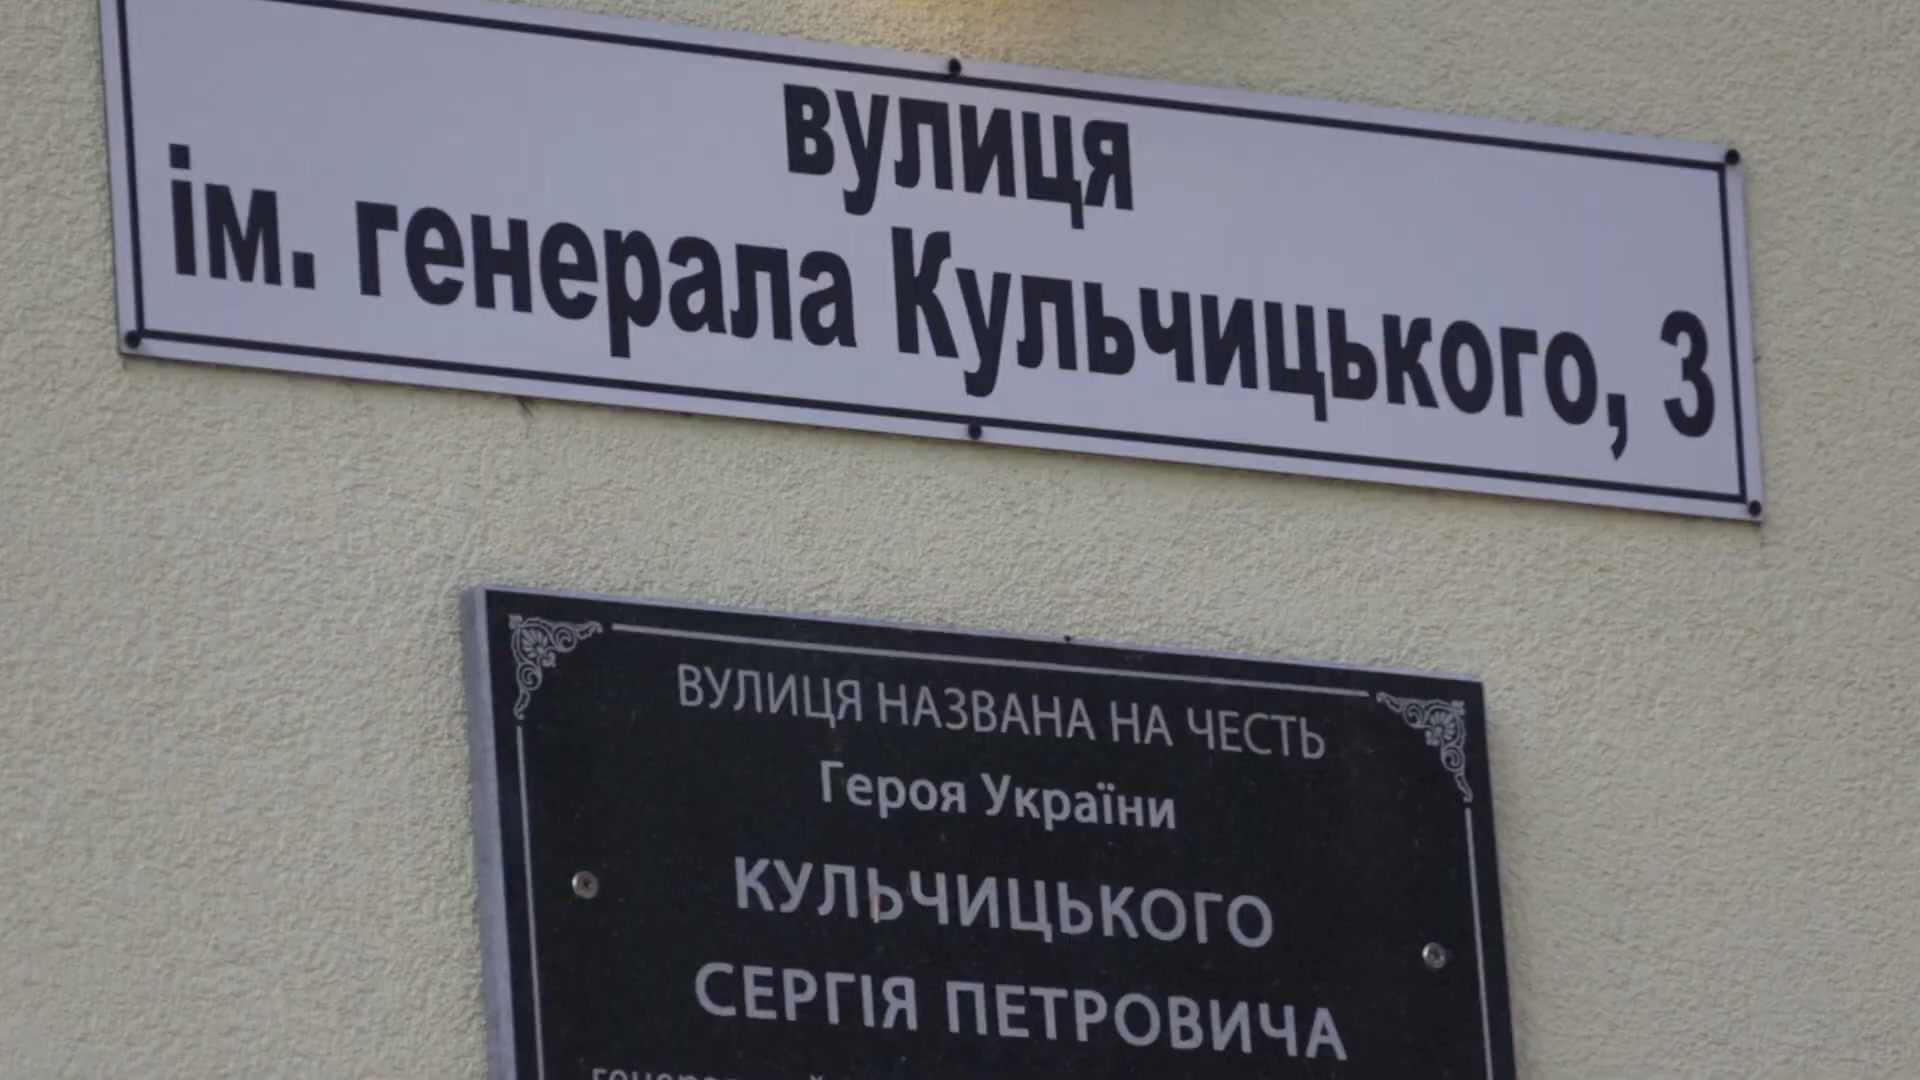 вулиця
ім. генерала Кульчицького, 3
ВУЛИЦЯ НАЗВАНА НА ЧЕСТЬ
Героя України
КУЛЬЧИЦЬКОГО
СЕРГІЯ ПЕТРОВИЧА